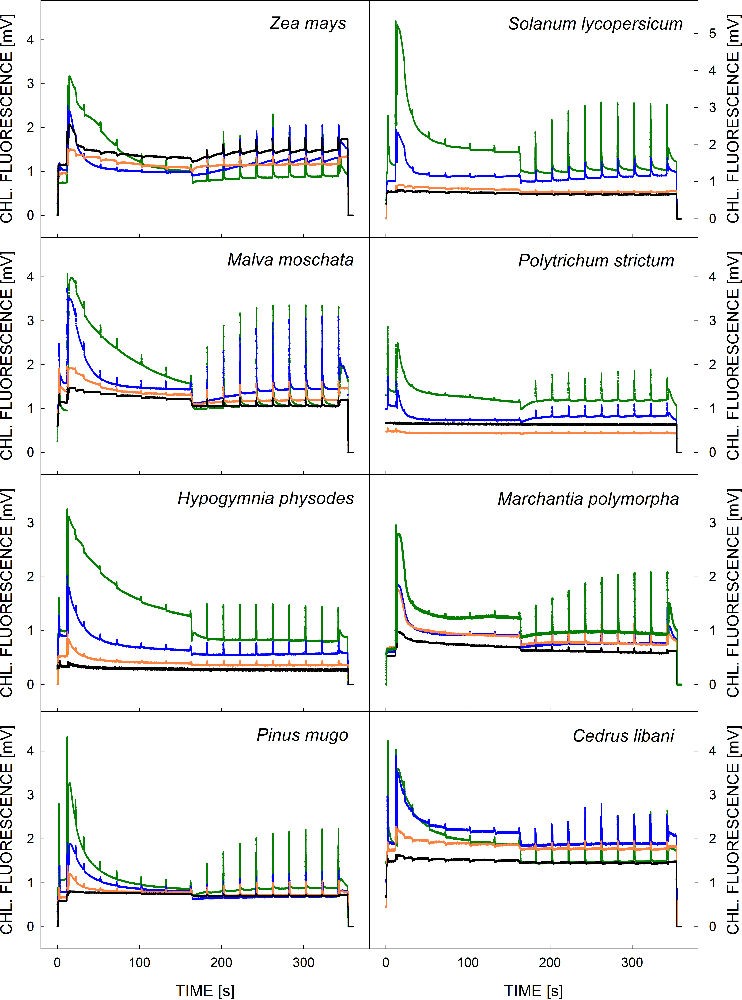 Zea mays
Solanum lycopersicum
CHL. FLUORESCENCE [mV]
4
3
2
1
0
5
4
3
2
1
0
CHL. FLUORESCENCE [mV]
Malva moschata
Polytrichum strictum
CHL. FLUORESCENCE [mV]
4
3
2
1
0
4
3
2
1
0
CHL. FLUORESCENCE [mV]
Hypogymnia physodes
Marchantia polymorpha
CHL. FLUORESCENCE [mV]
3
2
1
0
3
2
1
0
CHL. FLUORESCENCE [mV]
Pinus mugo
Cedrus libani
CHL. FLUORESCENCE [mV]
4
3
2
1
0
4
3
2
1
0
CHL. FLUORESCENCE [mV]
0 100 200 300
0 100 200 300
TIME [s]
TIME [s]